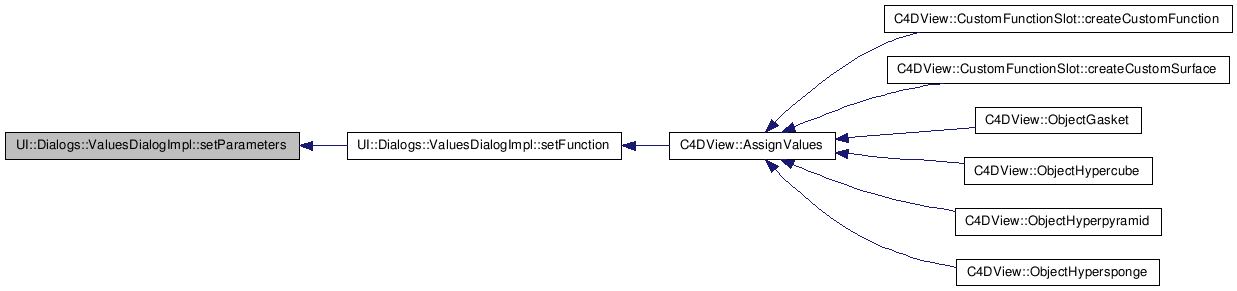 C4DView::CustomFunctionSlot::createCustomFunction
C4DView::CustomFunctionSlot::createCustomSurface
C4DView::ObjectGasket
UI::Dialogs::ValuesDialogImpl::setParameters
UI::Dialogs::ValuesDialogImpl::setFunction
C4DView::AssignValues
C4DView::ObjectHypercube
C4DView::ObjectHyperpyramid
C4DView::ObjectHypersponge